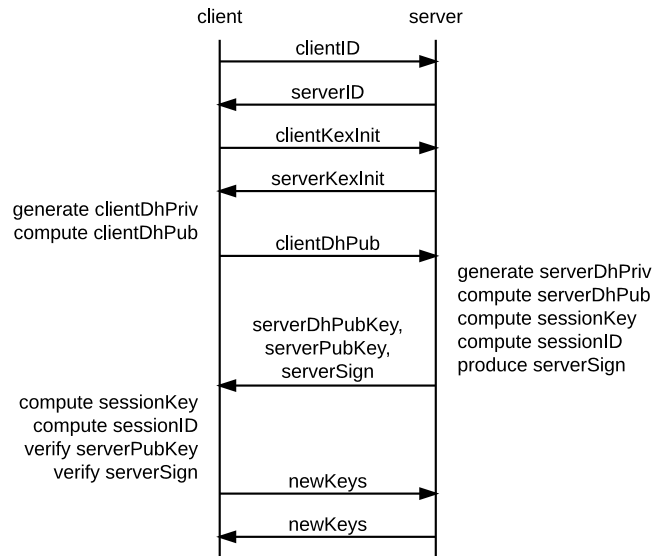 client
server
clientID
serverID
clientKexInit
serverKexInit
generate clientDhPriv
compute clientDhPub
clientDhPub
generate serverDhPriv
compute serverDhPub
compute sessionKey
compute sessionID
produce serverSign
serverDhPubKey,
serverPubKey,
serverSign
compute sessionKey
compute sessionID
verify serverPubKey
verify serverSign
newKeys
newKeys